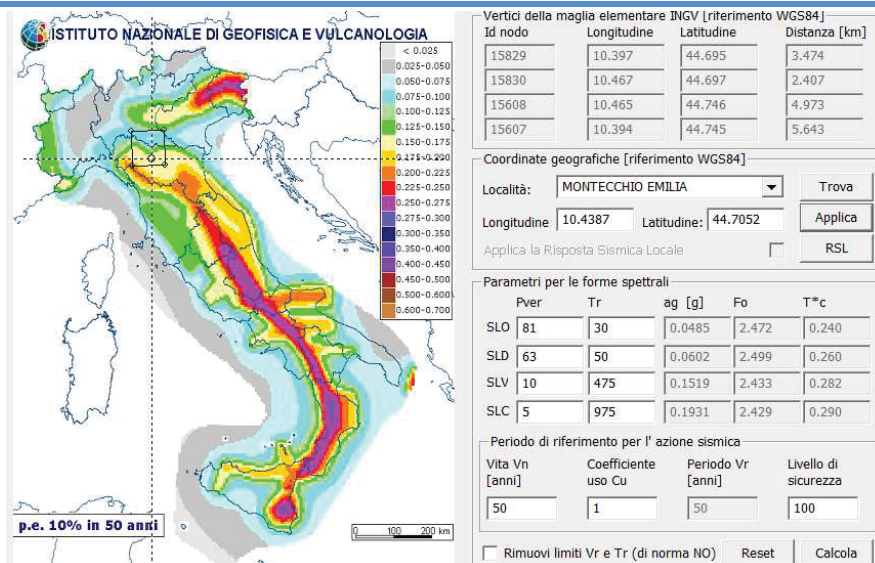 ISTITUTO NAZIONALE DI GEOFISICA E VULCANOLOGIA
< 0.025
0.025-0.050
0.050-0.075
0.075-0.100
0.100-0.125
0.125-0.150
0.150-0.175
0.175-0.200
0.200-0.225
0.225-0.250
0.250-0.275
0.275-0.300
0.300-0.350
0.350-0.400
0.400-0.450
0.450-0.500
0.500-0.600
0.600-0.700
p.e. 10% in 50 anni
0 100 200 km
Vertici della maglia elementare INGV [riferimento WGS84]
Id nodo Longitudine Latitudine Distanza [km]
15829 10.397 44.695 3.474
15830 10.467 44.697 2.407
15608 10.465 44.746 4.973
15607 10.394 44.745 5.643
Coordinate geografiche [riferimento WGS84]
Località: MONTECCHIO EMILIA Trova
Longitudine 10.4387 Latitudine: 44.7052 Applica
Applica la Risposta Sismica Locale RSL
Parametri per le forme spettrali
Pver Tr ag [g] Fo T*c
SLO 81 30 0.0485 2.472 0.240
SLD 63 50 0.0602 2.499 0.260
SLV 10 475 0.1519 2.433 0.282
SLC 5 975 0.1931 2.429 0.290
Periodo di riferimento per l' azione sismica
Vita Vn Coefficiente Periodo Vr Livello di
[anni] uso Cu [anni] sicurezza
50 1 50 100
Rimuovi limiti Vr e Tr (di norma NO) Reset Calcola